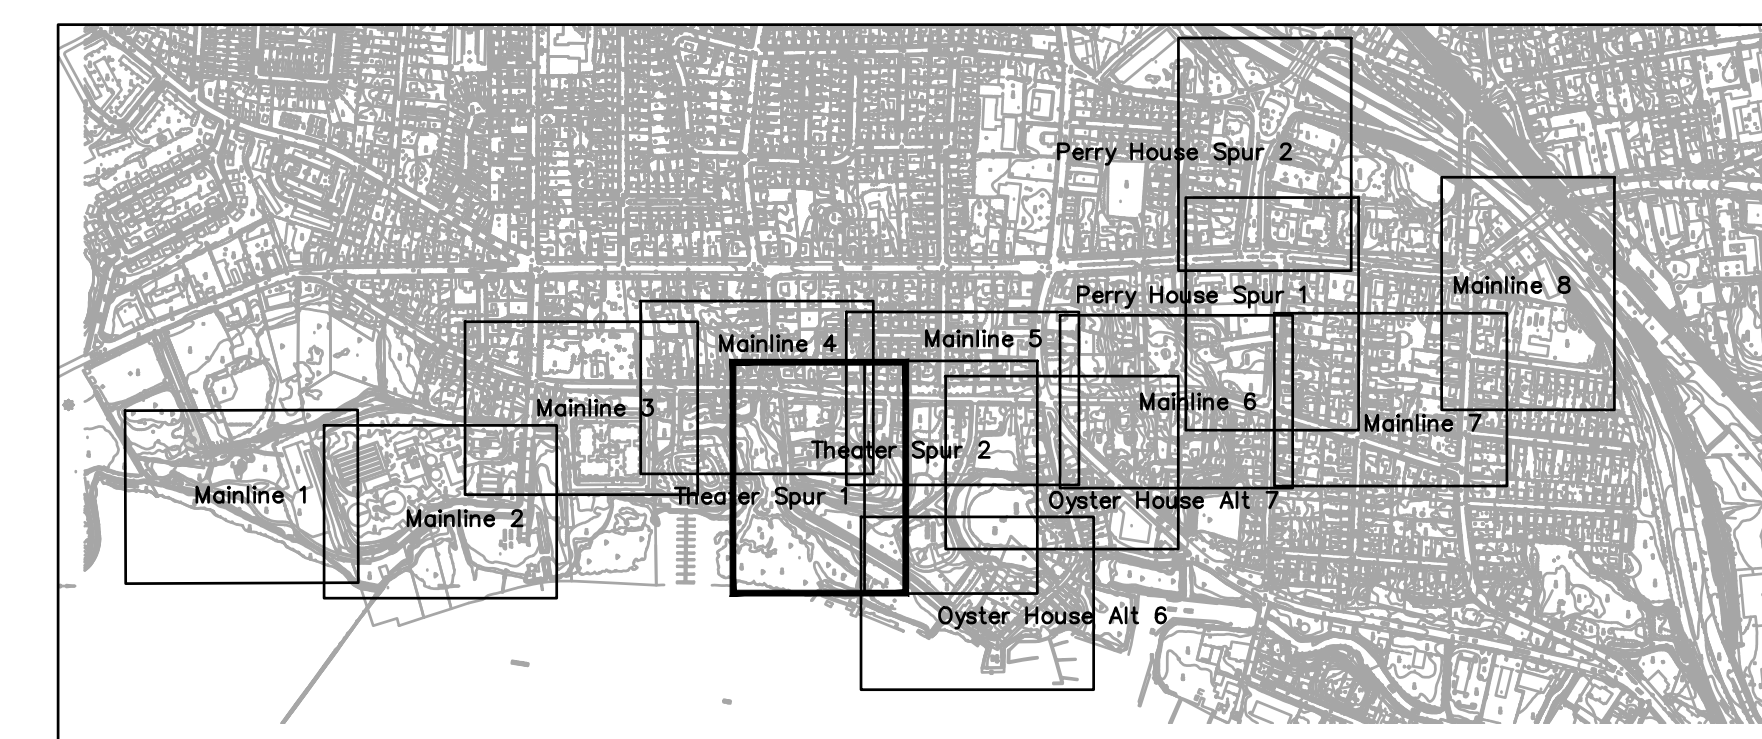 Perry House Spur 2
Mainline 8
Perry House Spur 1
Mainline 4
Mainline 5
Mainline 3
Mainline 6
Mainline 7
Theater Spur 2
Mainline 1
Theater Spur 1
Oyster House Alt 7
Mainline 2
Oyster House Alt 6